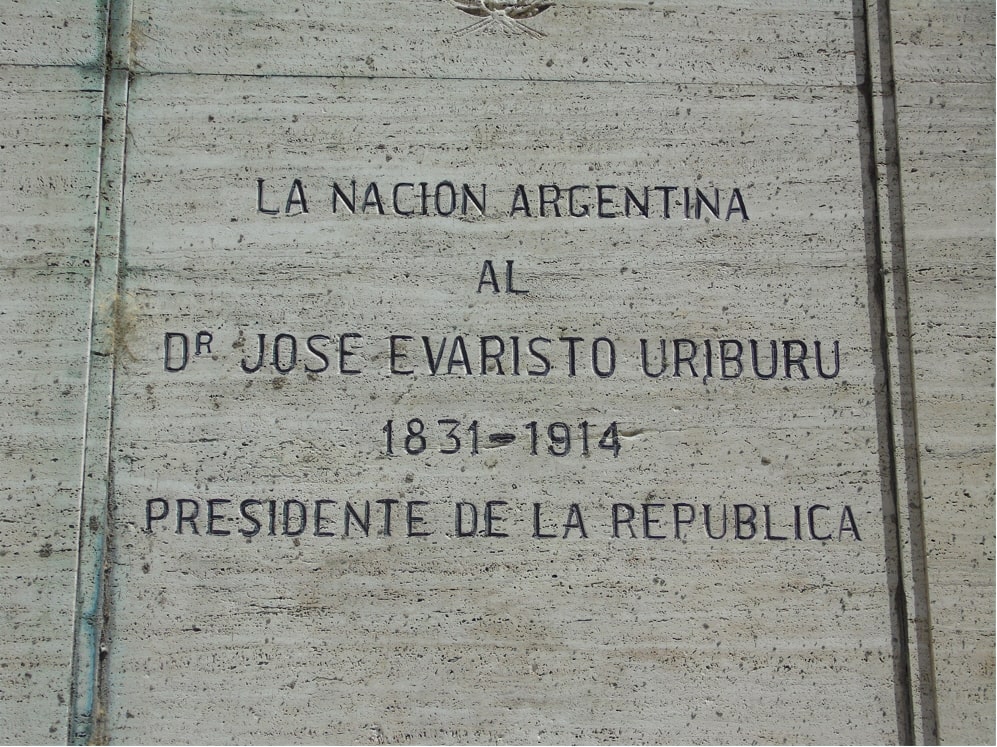 LA NACION ARGENTINA
AL
DR JOSE EVARISTO URIBURU
1831-1914
PRESIDENTE DE LA REPUBLICA